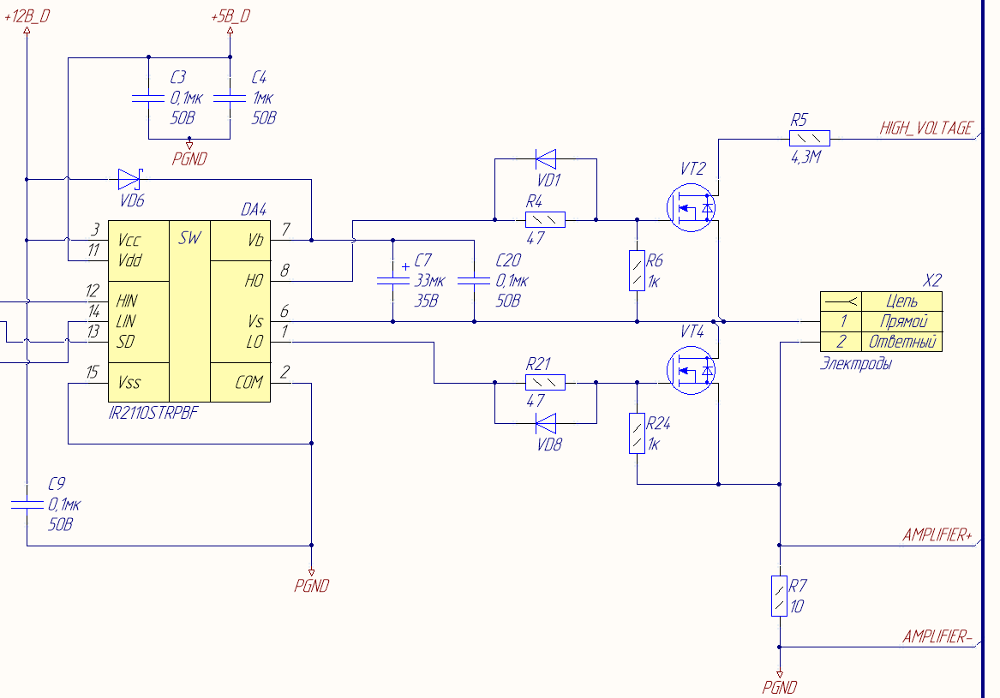 +12В_D
+5В_D
C3
0,1мк
50В
C4
1мк
50В
PGND
VD6
DA4
SW
3
Vcc
11
Vdd
12
HIN
14
LIN
13
SD
15
Vss
7
Vb
8
HO
6
Vs
1
LO
2
COM
IR2110STRPBF
C9
0,1мк
50В
PGND
C7
+
33мк
35В
C20
0,1мк
50В
VD1
R4
47
R6
1к
VT2
R5
4,3М
HIGH_VOLTAGE
R21
47
VD8
R24
1к
VT4
X2
Цепь
1 Прямой
2 Ответный
Электроды
AMPLIFIER+
R7
10
AMPLIFIER-
PGND